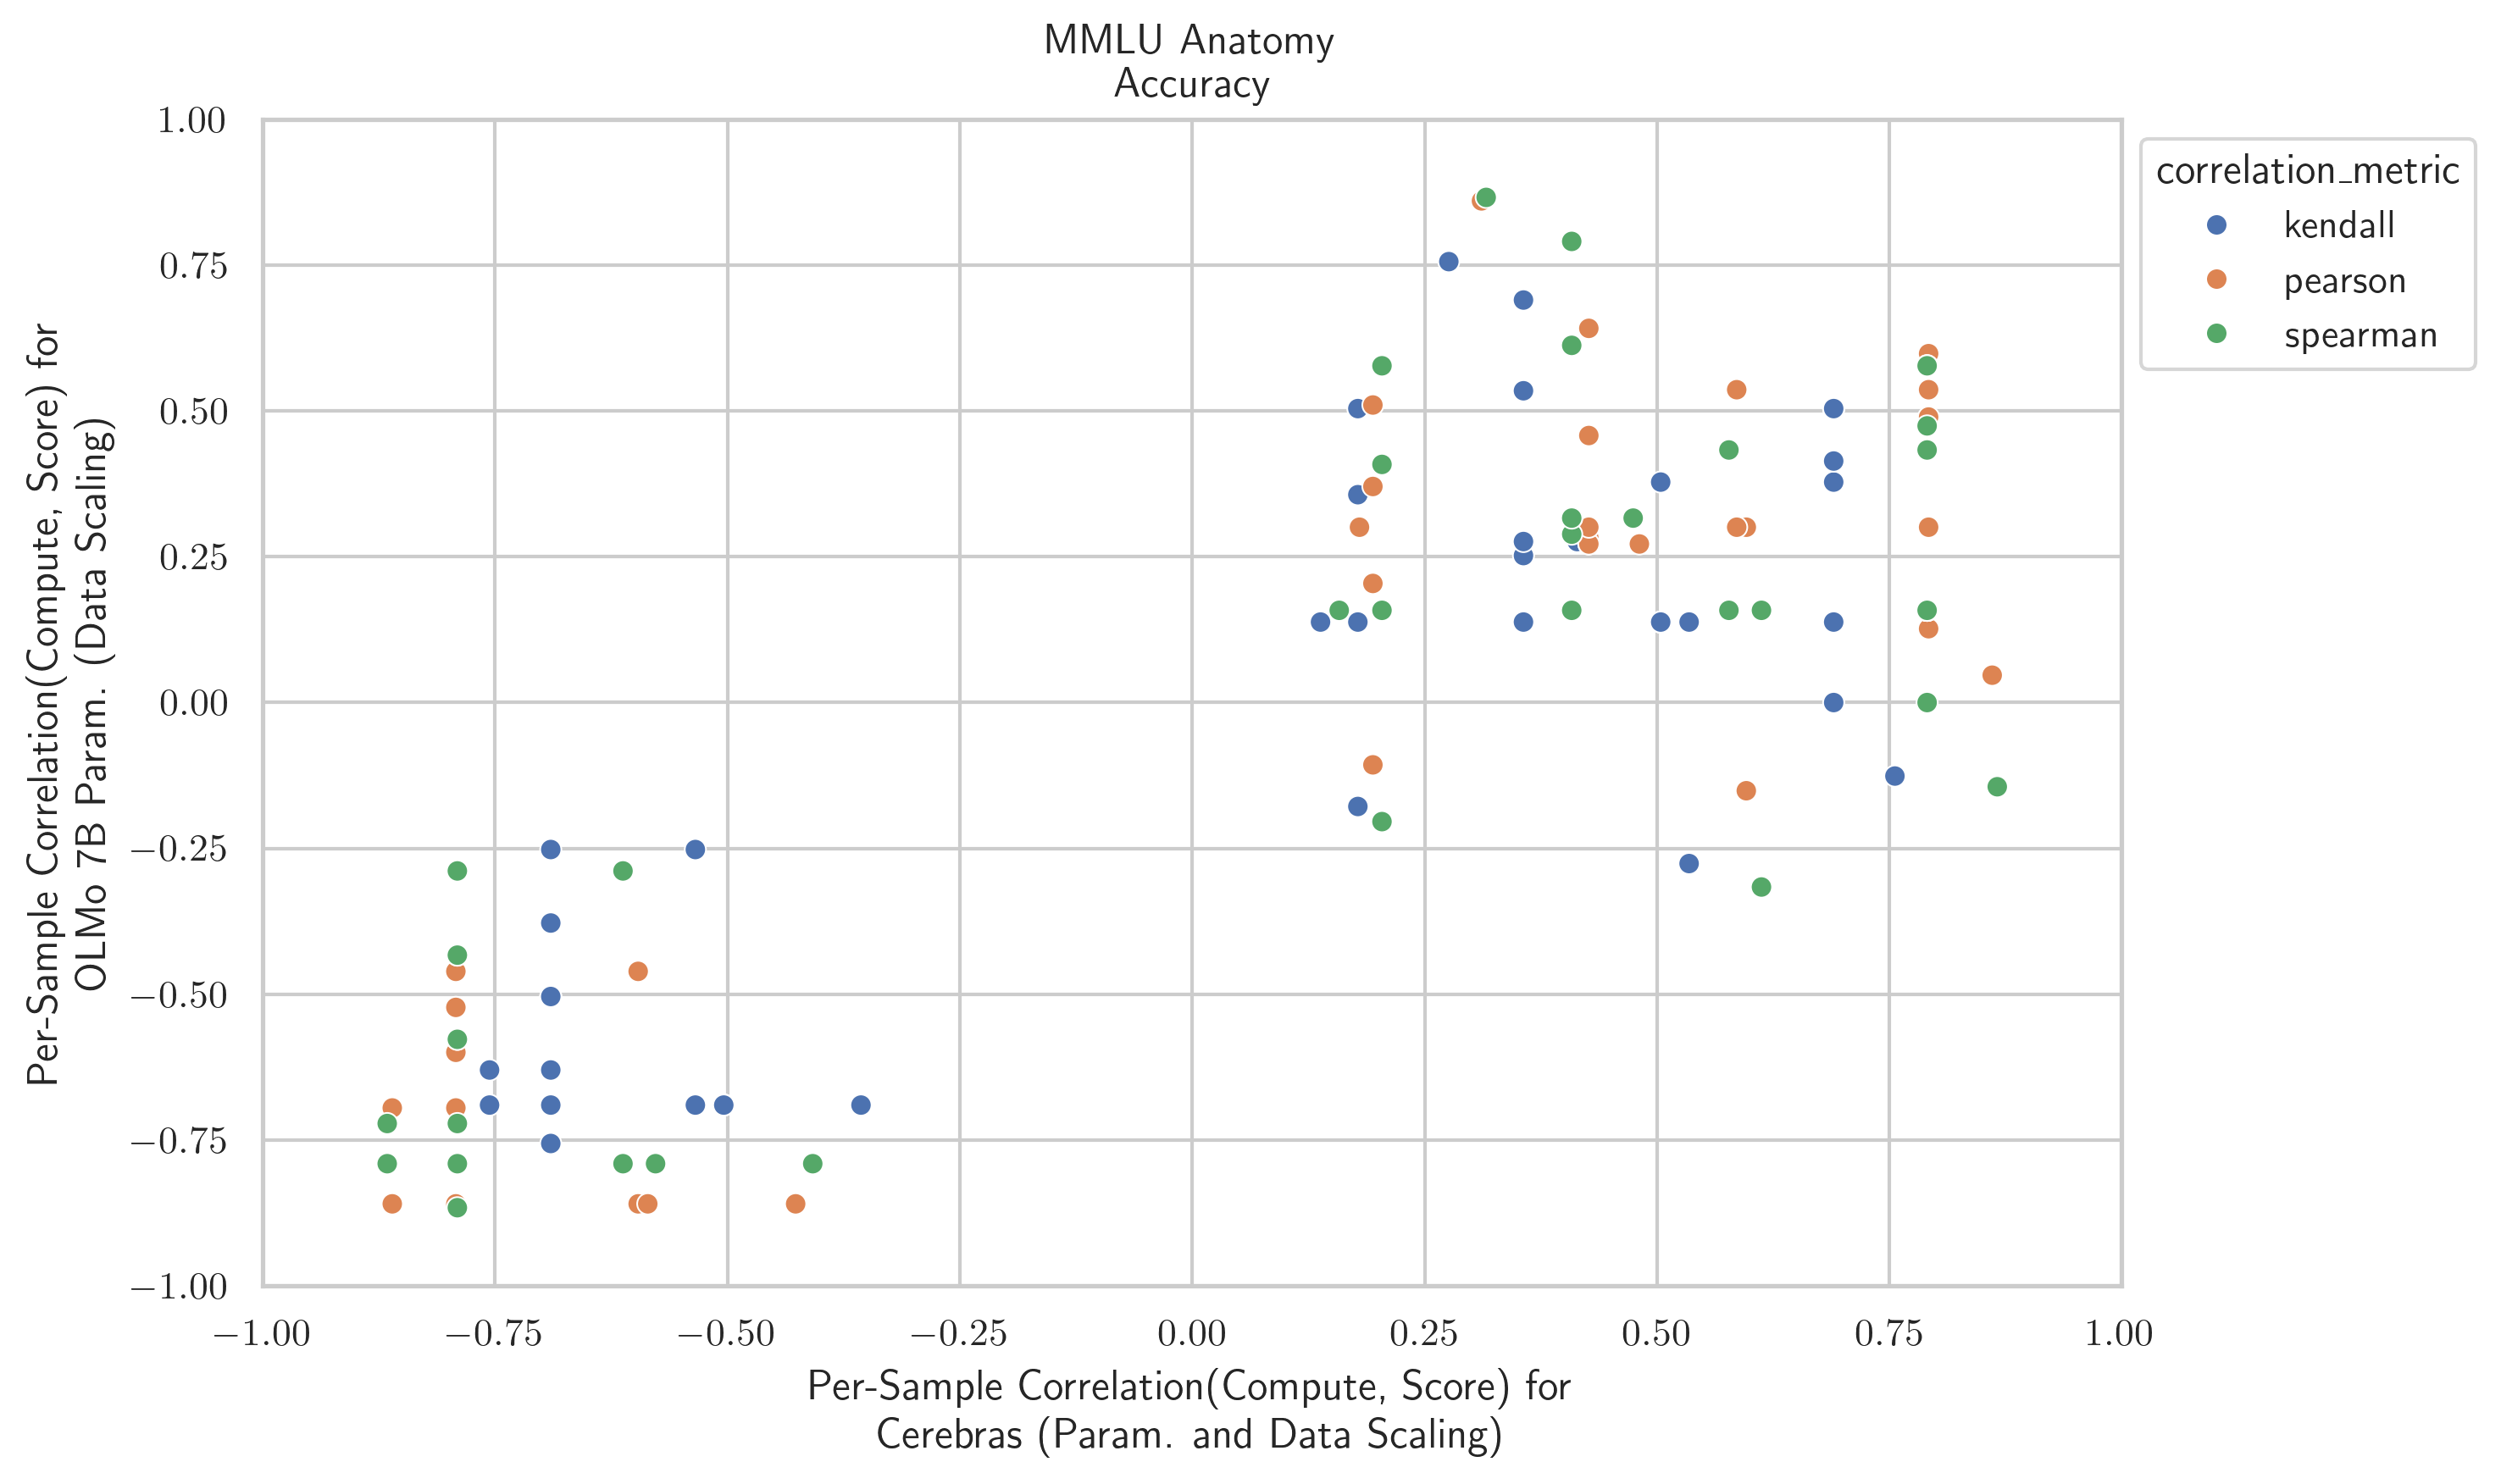 MMLU Anatomy
Accuracy
Per-Sample Correlation(Compute, Score) for
OLMo 7B Param. (Data Scaling)
1.00
0.75
0.50
0.25
0.00
−0.25
−0.50
−0.75
−1.00
−1.00 −0.75 −0.50 −0.25 0.00 0.25 0.50 0.75 1.00
Per-Sample Correlation(Compute, Score) for
Cerebras (Param. and Data Scaling)
correlation_metric
kendall
pearson
spearman